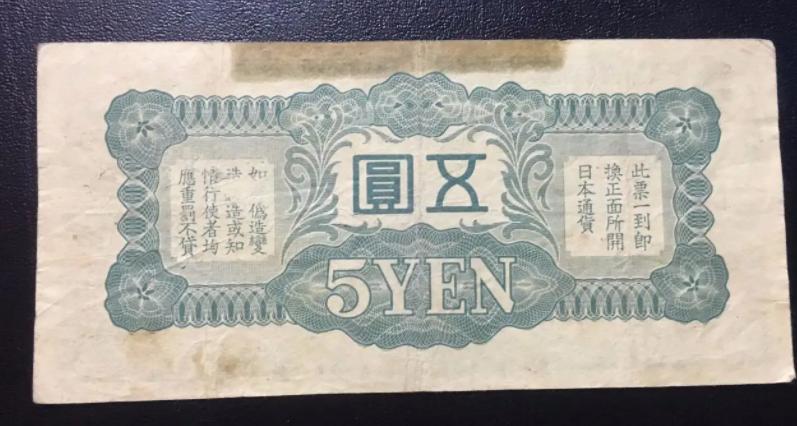 五圓
此票一到卽
換正面所開
日本通貨
如 偽造變
造或知
情行使者均
應重罰不貸
5YEN